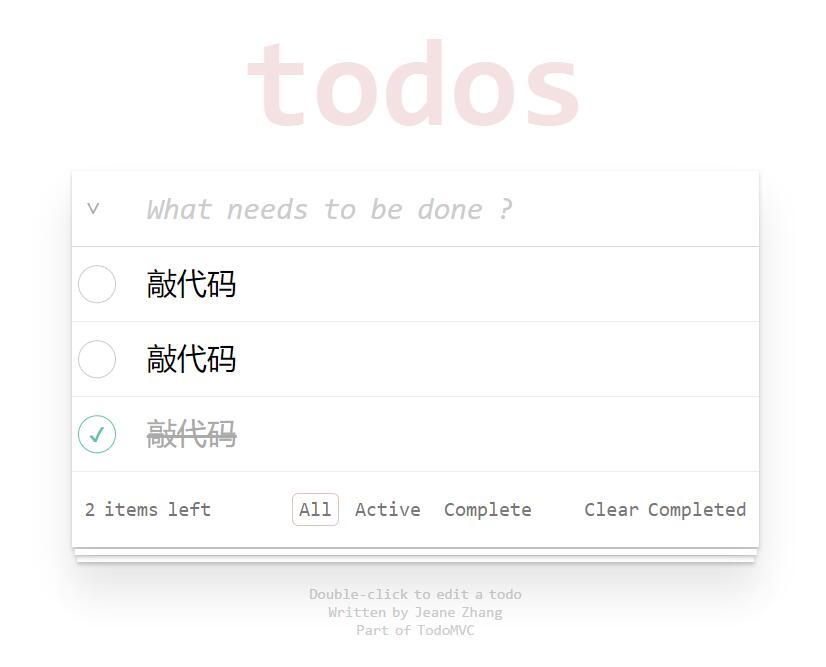 todos
What needs to be done ?
敲代码
敲代码
敲代码
2 items left All Active Complete Clear Completed
Double-click to edit a todo
Written by Jeane Zhang
Part of TodoMVC